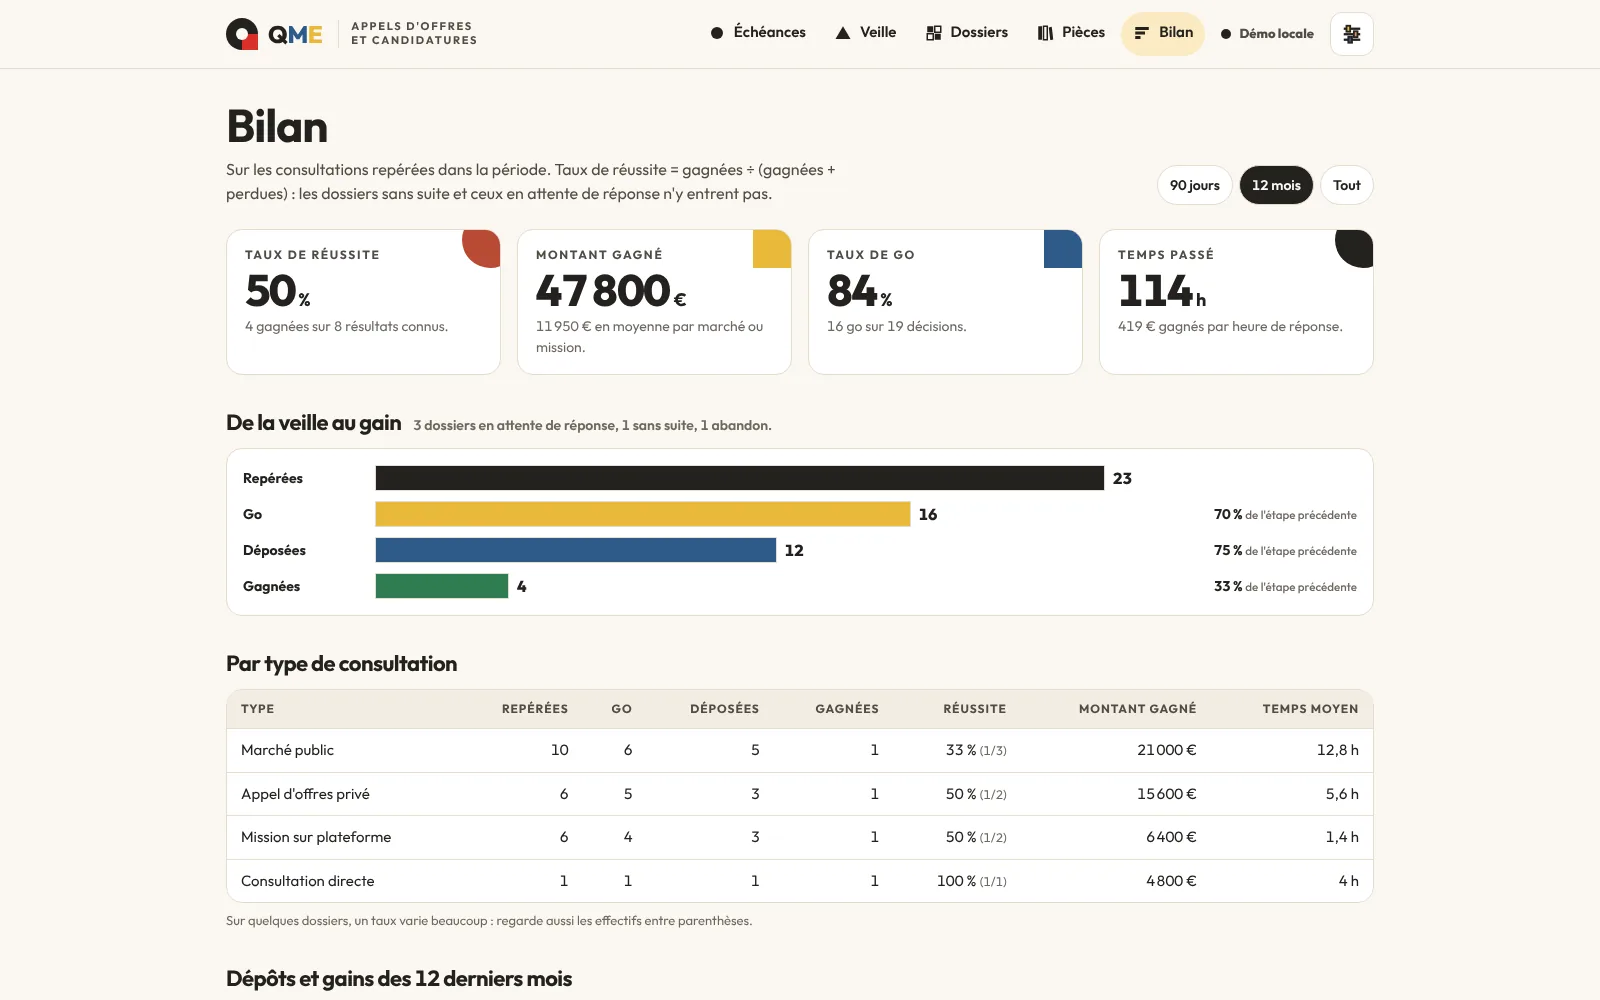 QME
APPELS D'OFFRES
ET CANDIDATURES
Échéances
Veille
Dossiers
Pièces
Bilan
Démo locale
Bilan
Sur les consultations repérées dans la période. Taux de réussite = gagnées ÷ (gagnées +
perdues) : les dossiers sans suite et ceux en attente de réponse n'y entrent pas.
90 jours
12 mois
Tout
TAUX DE RÉUSSITE
50 %
4 gagnées sur 8 résultats connus.
MONTANT GAGNÉ
47 800 €
11 950 € en moyenne par marché ou
mission.
TAUX DE GO
84 %
16 go sur 19 décisions.
TEMPS PASSÉ
114 h
419 € gagnés par heure de réponse.
De la veille au gain 3 dossiers en attente de réponse, 1 sans suite, 1 abandon.
Repérées 23
Go 16 70 % de l'étape précédente
Déposées 12 75 % de l'étape précédente
Gagnées 4 33 % de l'étape précédente
Par type de consultation
TYPE REPÉRÉES GO DÉPOSÉES GAGNÉES RÉUSSITE MONTANT GAGNÉ TEMPS MOYEN
Marché public 10 6 5 1 33 % (1/3) 21 000 € 12,8 h
Appel d'offres privé 6 5 3 1 50 % (1/2) 15 600 € 5,6 h
Mission sur plateforme 6 4 3 1 50 % (1/2) 6 400 € 1,4 h
Consultation directe 1 1 1 1 100 % (1/1) 4 800 € 4 h
Sur quelques dossiers, un taux varie beaucoup : regarde aussi les effectifs entre parenthèses.
Dépôts et gains des 12 derniers mois